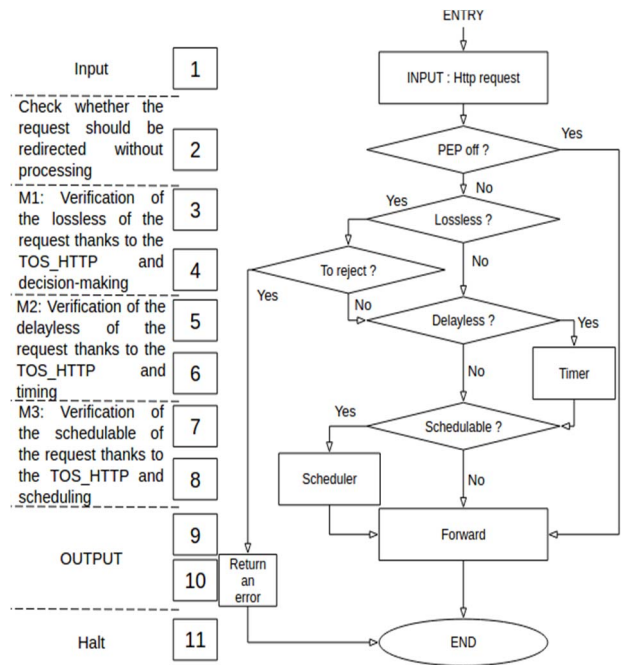 ENTRY
Input
1
INPUT : Http request
Check whether the
request should be
redirected without
processing
2
PEP off ?
Yes
No
M1: Verification of
the lossless of the
request thanks to the
TOS_HTTP and
decision-making
3
4
Yes
Lossless ?
No
To reject ?
Yes
No
M2: Verification of the
delayless of the
request thanks to the
TOS_HTTP and
timing
5
6
Delayless ?
Yes
No
Timer
M3: Verification of
the schedulable of
the request thanks to
the TOS_HTTP and
scheduling
7
8
Yes
Schedulable ?
Scheduler
No
OUTPUT
9
10
Forward
Return
an
error
Halt
11
END